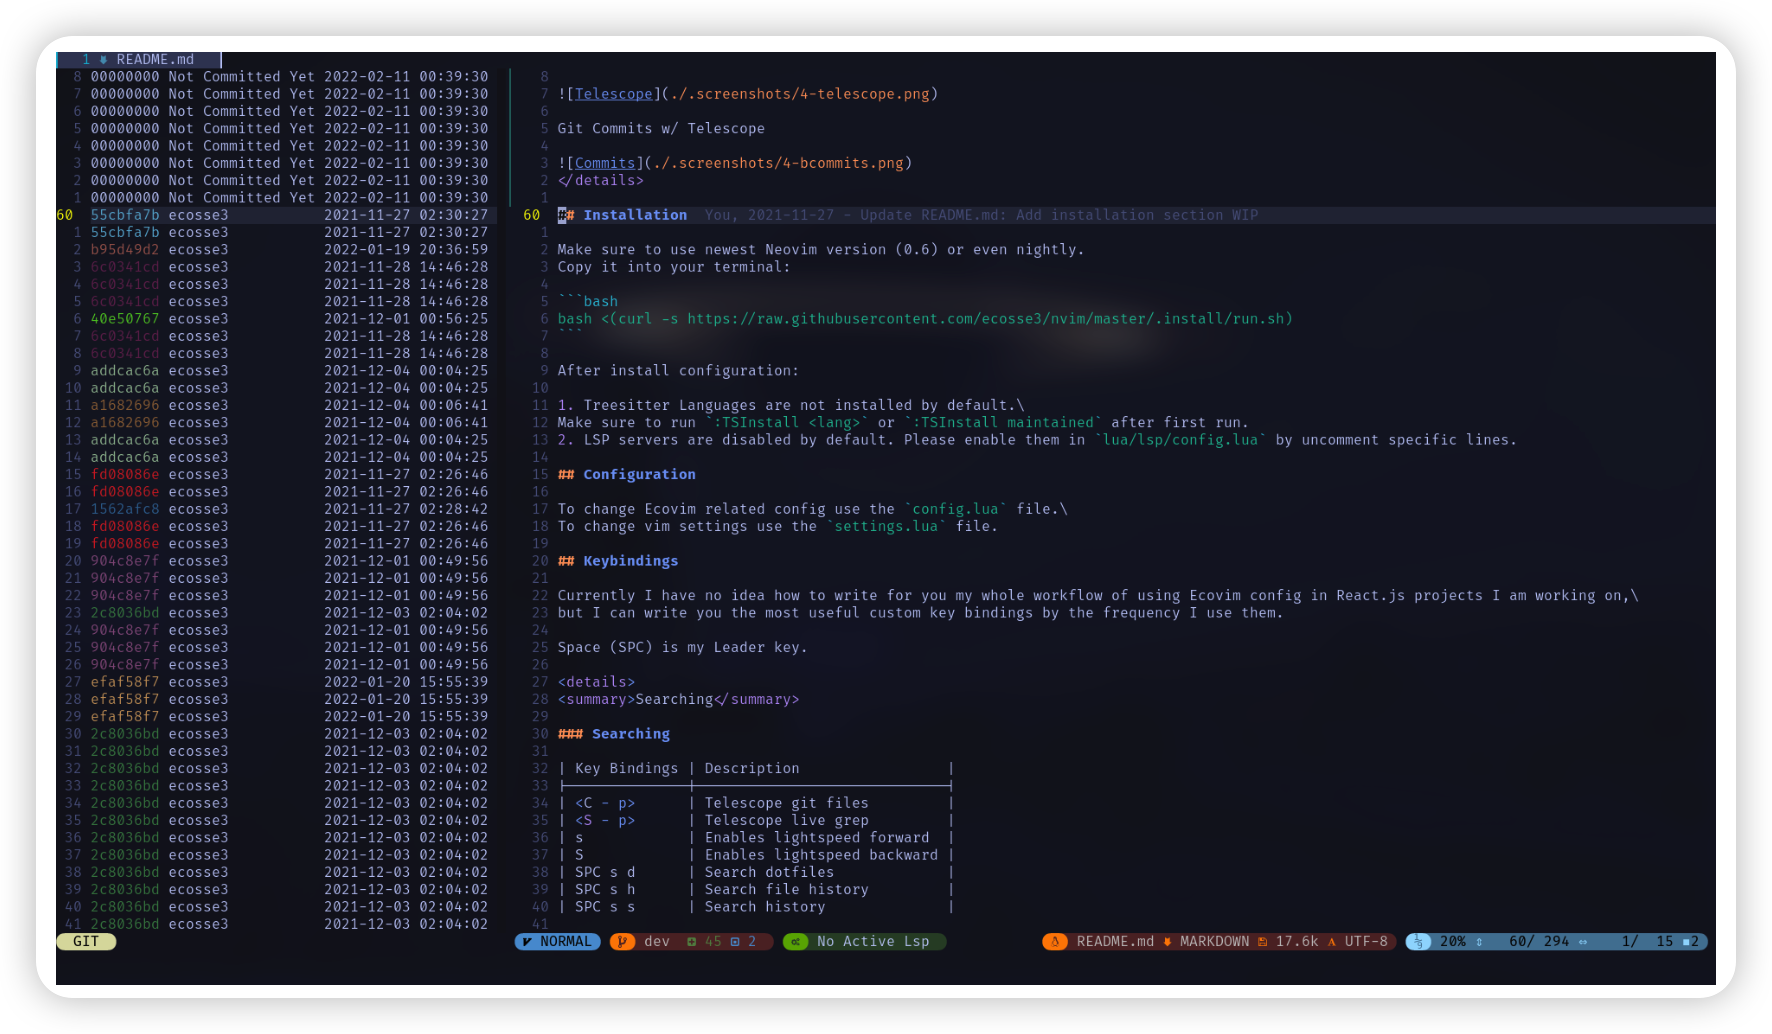 1 README.md
8 00000000 Not Committed Yet 2022-02-11 00:39:30
7 00000000 Not Committed Yet 2022-02-11 00:39:30
6 00000000 Not Committed Yet 2022-02-11 00:39:30
5 00000000 Not Committed Yet 2022-02-11 00:39:30
4 00000000 Not Committed Yet 2022-02-11 00:39:30
3 00000000 Not Committed Yet 2022-02-11 00:39:30
2 00000000 Not Committed Yet 2022-02-11 00:39:30
1 00000000 Not Committed Yet 2022-02-11 00:39:30
60 55cbfa7b ecosse3 2021-11-27 02:30:27
1 55cbfa7b ecosse3 2021-11-27 02:30:27
2 b95d49d2 ecosse3 2022-01-19 20:36:59
3 6c0341cd ecosse3 2021-11-28 14:46:28
4 6c0341cd ecosse3 2021-11-28 14:46:28
5 6c0341cd ecosse3 2021-11-28 14:46:28
6 40e50767 ecosse3 2021-12-01 00:56:25
7 6c0341cd ecosse3 2021-11-28 14:46:28
8 6c0341cd ecosse3 2021-11-28 14:46:28
9 addcac6a ecosse3 2021-12-04 00:04:25
10 addcac6a ecosse3 2021-12-04 00:04:25
11 a1682696 ecosse3 2021-12-04 00:06:41
12 a1682696 ecosse3 2021-12-04 00:06:41
13 addcac6a ecosse3 2021-12-04 00:04:25
14 addcac6a ecosse3 2021-12-04 00:04:25
15 fd08086e ecosse3 2021-11-27 02:26:46
16 fd08086e ecosse3 2021-11-27 02:26:46
17 1562afc8 ecosse3 2021-11-27 02:28:42
18 fd08086e ecosse3 2021-11-27 02:26:46
19 fd08086e ecosse3 2021-11-27 02:26:46
20 904c8e7f ecosse3 2021-12-01 00:49:56
21 904c8e7f ecosse3 2021-12-01 00:49:56
22 904c8e7f ecosse3 2021-12-01 00:49:56
23 2c8036bd ecosse3 2021-12-03 02:04:02
24 904c8e7f ecosse3 2021-12-01 00:49:56
25 904c8e7f ecosse3 2021-12-01 00:49:56
26 904c8e7f ecosse3 2021-12-01 00:49:56
27 efaf58f7 ecosse3 2022-01-20 15:55:39
28 efaf58f7 ecosse3 2022-01-20 15:55:39
29 efaf58f7 ecosse3 2022-01-20 15:55:39
30 2c8036bd ecosse3 2021-12-03 02:04:02
31 2c8036bd ecosse3 2021-12-03 02:04:02
32 2c8036bd ecosse3 2021-12-03 02:04:02
33 2c8036bd ecosse3 2021-12-03 02:04:02
34 2c8036bd ecosse3 2021-12-03 02:04:02
35 2c8036bd ecosse3 2021-12-03 02:04:02
36 2c8036bd ecosse3 2021-12-03 02:04:02
37 2c8036bd ecosse3 2021-12-03 02:04:02
38 2c8036bd ecosse3 2021-12-03 02:04:02
39 2c8036bd ecosse3 2021-12-03 02:04:02
40 2c8036bd ecosse3 2021-12-03 02:04:02
41 2c8036bd ecosse3 2021-12-03 02:04:02
8
7 ![Telescope](./.screenshots/4-telescope.png)
6
5 Git Commits w/ Telescope
4
3 ![Commits](./.screenshots/4-bcommits.png)
2 </details>
1
60 ## Installation You, 2021-11-27 - Update README.md: Add installation section WIP
1
2 Make sure to use newest Neovim version (0.6) or even nightly.
3 Copy it into your terminal:
4
5 ```bash
6 bash <(curl -s https://raw.githubusercontent.com/ecosse3/nvim/master/.install/run.sh)
7 ```
8
9 After install configuration:
10
11 1. Treesitter Languages are not installed by default.\
12 Make sure to run `:TSInstall <lang>` or `:TSInstall maintained` after first run.
13 2. LSP servers are disabled by default. Please enable them in `lua/lsp/config.lua` by uncomment specific lines.
14
15 ## Configuration
16
17 To change Ecovim related config use the `config.lua` file.\
18 To change vim settings use the `settings.lua` file.
19
20 ## Keybindings
21
22 Currently I have no idea how to write for you my whole workflow of using Ecovim config in React.js projects I am working on,\
23 but I can write you the most useful custom key bindings by the frequency I use them.
24
25 Space (SPC) is my Leader key.
26
27 <details>
28 <summary>Searching</summary>
29
30 ### Searching
31
32 | Key Bindings | Description |
33
34 | <C - p> | Telescope git files |
35 | <S - p> | Telescope live grep |
36 | s | Enables lightspeed forward |
37 | S | Enables lightspeed backward |
38 | SPC s d | Search dotfiles |
39 | SPC s h | Search file history |
40 | SPC s s | Search history |
41
GIT NORMAL dev 45 2 No Active Lsp README.md MARKDOWN 17.6k UTF-8 20% 60/ 294 1/ 15 2